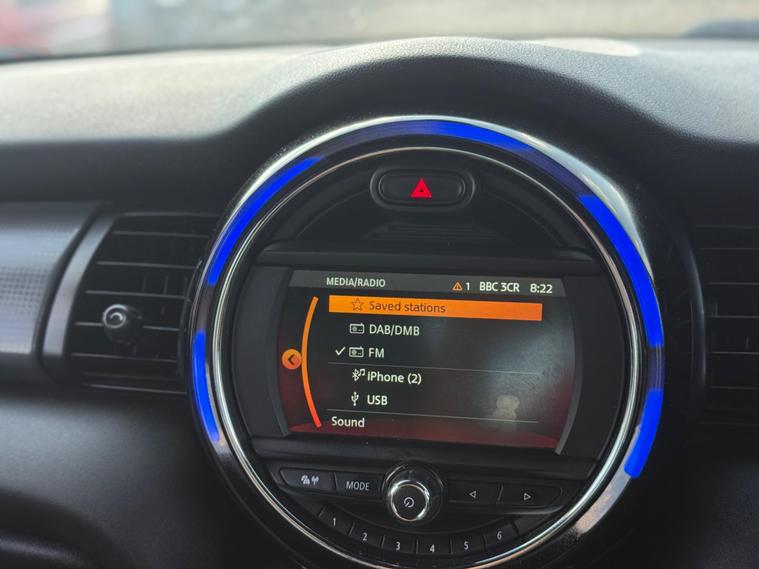 MEDIA/RADIO 1 BBC 3CR 8:22
Saved stations
DAB/DMB
FM
iPhone (2)
USB
Sound
MODE
1 2 3 4 5 6